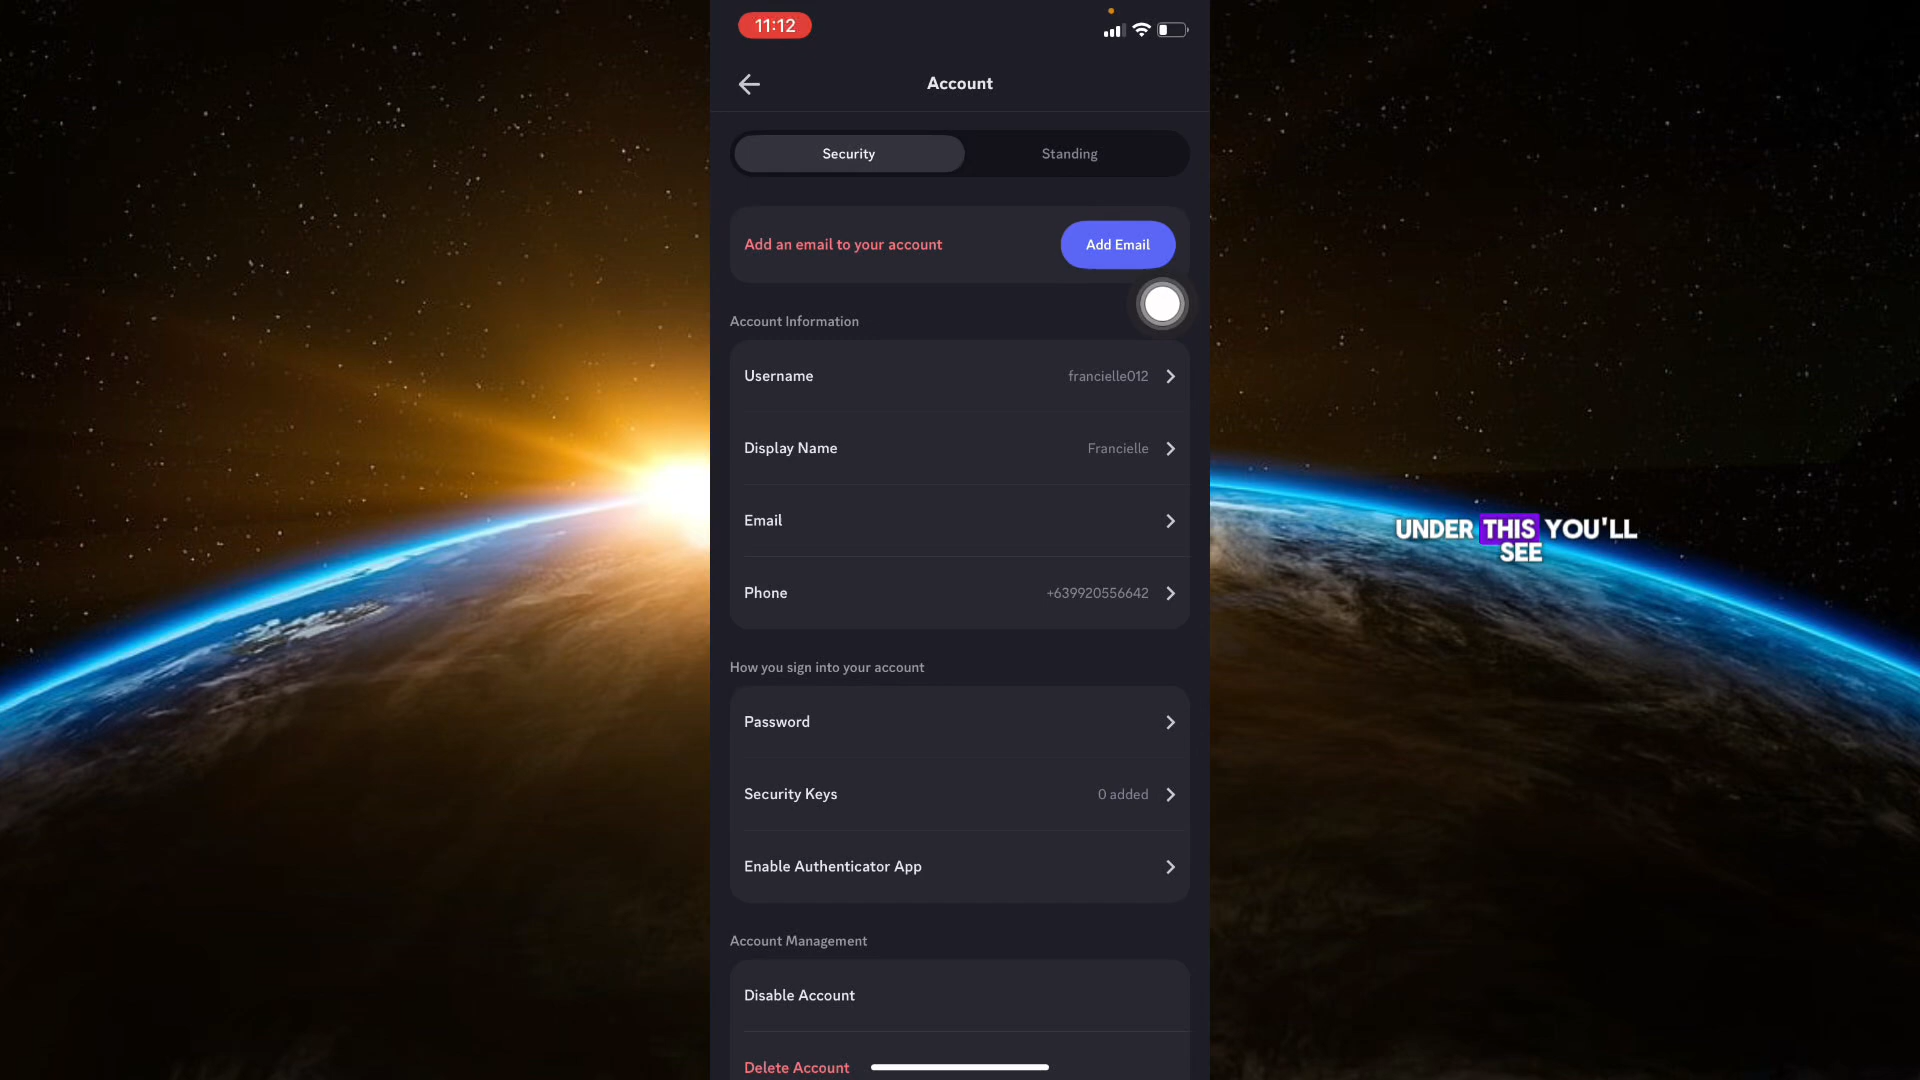 11:12
Account
Security
Standing
Add an email to your account
Add Email
Account Information
Username
francielle012
Display Name
Francielle
Email
Phone
+639920556642
How you sign into your account
Password
Security Keys
0 added
Enable Authenticator App
Account Management
Disable Account
Delete Account
UNDER THIS YOU'LL
SEE